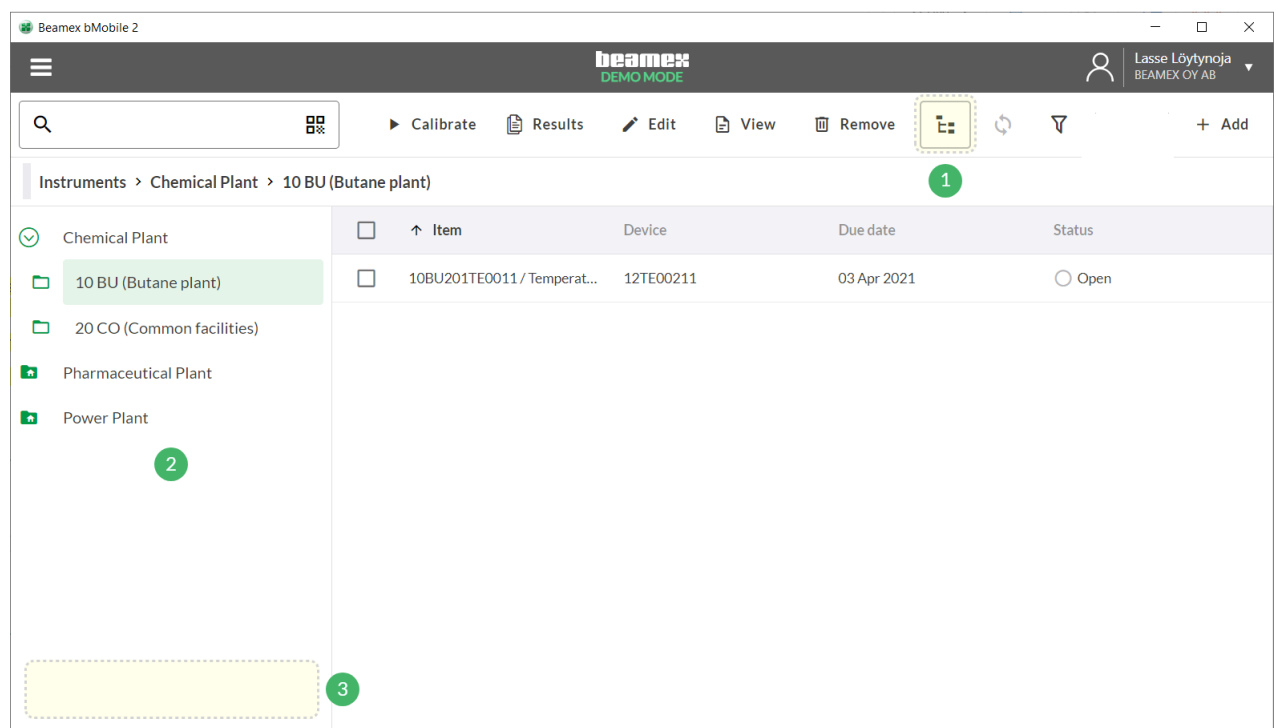 Beamex bMobile 2
beamex
DEMO MODE
Lasse Löytynoja
BEAMEX OY AB
Calibrate Results Edit View Remove + Add
1
Instruments > Chemical Plant > 10 BU (Butane plant)
Chemical Plant
10 BU (Butane plant)
20 CO (Common facilities)
Pharmaceutical Plant
Power Plant
2
3
Item Device Due date Status
10BU201TE0011 / Temperat... 12TE00211 03 Apr 2021 Open